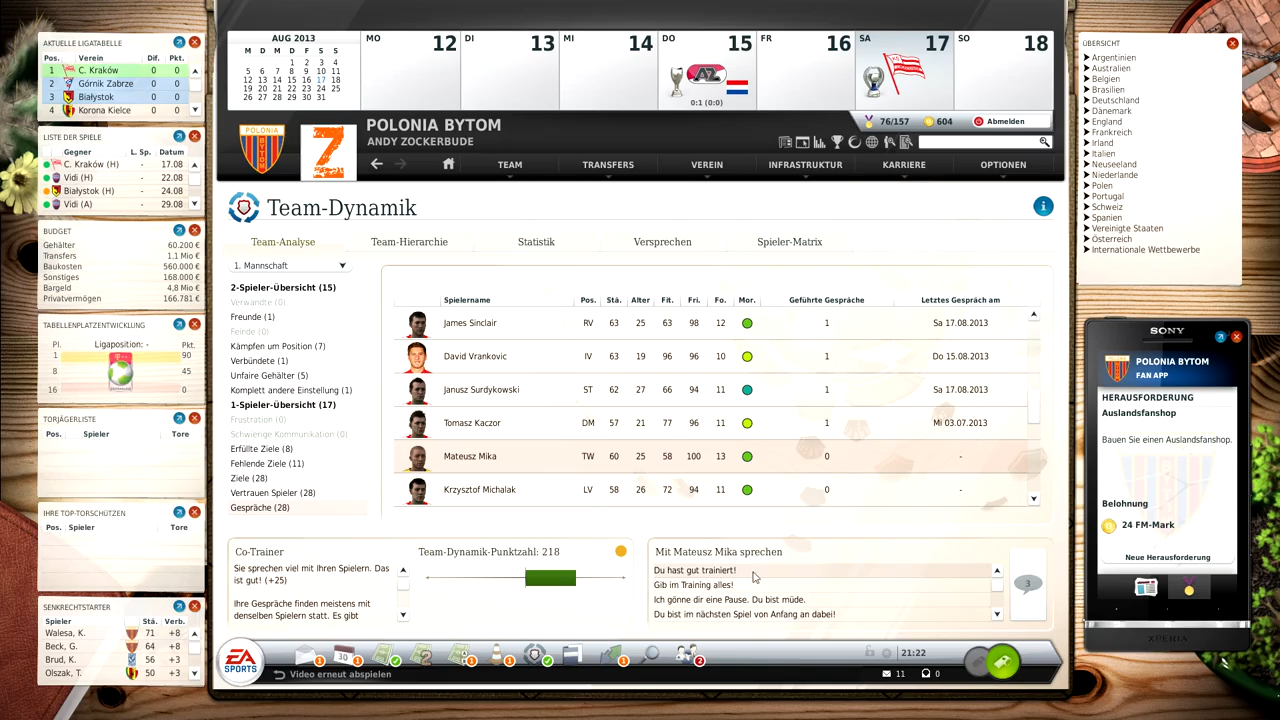 AKTUELLE LIGATABELLE
Pos. Verein Dif. Pkt.
1 C. Kraków 0 0
2 Górnik Zabrze 0 0
3 Białystok 0 0
4 Korona Kielce 0 0
LISTE DER SPIELE
Gegner L. Sp. Datum
C. Kraków (H) - 17.08
Vidi (H) - 22.08
Białystok (H) - 24.08
Vidi (A) - 29.08
BUDGET
Gehälter 60.200 €
Transfers 1,1 Mio €
Baukosten 560.000 €
Sonstiges 168.000 €
Bargeld 4,8 Mio €
Privatvermögen 166.781 €
TABELLENPLATZENTWICKLUNG
Pl. Ligaposition: - Pkt.
1 90
8 45
16 0
TORJÄGERLISTE
Pos. Spieler Tore
IHRE TOP-TORSCHÜTZEN
Pos. Spieler Tore
SENKRECHTSTARTER
Spieler Stä. Verb.
Walesa, K. 71 +8
Beck, G. 64 +8
Brud, K. 56 +3
Olszak, T. 50 +3
AUG 2013
M D M D F S S
1 2 3 4
5 6 7 8 9 10 11
12 13 14 15 16 17 18
19 20 21 22 23 24 25
26 27 28 29 30 31
MO 12
DI 13
MI 14
DO 15
AZ
0:1 (0:0)
FR 16
SA 17
SO 18
POLONIA BYTOM
ANDY ZOCKERBUDE
POLONIA
BYTOM
Z
76/157 604 Abmelden
TEAM TRANSFERS VEREIN INFRASTRUKTUR KARRIERE OPTIONEN
Team-Dynamik
i
Team-Analyse Team-Hierarchie Statistik Versprechen Spieler-Matrix
1. Mannschaft
2-Spieler-Übersicht (15)
Verwandte (0)
Freunde (1)
Feinde (0)
Kämpfen um Position (7)
Verbündete (1)
Unfaire Gehälter (5)
Komplett andere Einstellung (1)
1-Spieler-Übersicht (17)
Frustration (0)
Schwierige Kommunikation (0)
Erfüllte Ziele (8)
Fehlende Ziele (11)
Ziele (28)
Vertrauen Spieler (28)
Gespräche (28)
Spielername Pos. Stä. Alter Fit. Fri. Fo. Mor. Geführte Gespräche Letztes Gespräch am
James Sinclair RV 63 25 63 98 12 1 Sa 17.08.2013
David Vrankovic IV 63 19 96 96 10 1 Do 15.08.2013
Janusz Surdykowski ST 62 27 66 94 11 1 Sa 17.08.2013
Tomasz Kaczor DM 57 21 77 96 11 1 Mi 03.07.2013
Mateusz Mika TW 60 25 58 100 13 0 -
Krzysztof Michalak LV 58 26 72 94 11 0 -
Co-Trainer
Sie sprechen viel mit Ihren Spielern. Das
ist gut! (+25)
Ihre Gespräche finden meistens mit
denselben Spielern statt. Es gibt
Team-Dynamik-Punktzahl: 218
Mit Mateusz Mika sprechen
Du hast gut trainiert!
Gib im Training alles!
Ich gönne dir eine Pause. Du bist müde.
Du bist im nächsten Spiel von Anfang an dabei!
3
EA
SPORTS
1 30 1 2 1 1 1 2
21:22
Video erneut abspielen
11 0
ÜBERSICHT
Argentinien
Australien
Belgien
Brasilien
Deutschland
Dänemark
England
Frankreich
Irland
Italien
Neuseeland
Niederlande
Polen
Portugal
Schweiz
Spanien
Vereinigte Staaten
Österreich
Internationale Wettbewerbe
SONY
POLONIA BYTOM
FAN APP
HERAUSFORDERUNG
Auslandsfanshop
Bauen Sie einen Auslandsfanshop.
Belohnung
24 FM-Mark
Neue Herausforderung
XPERIA